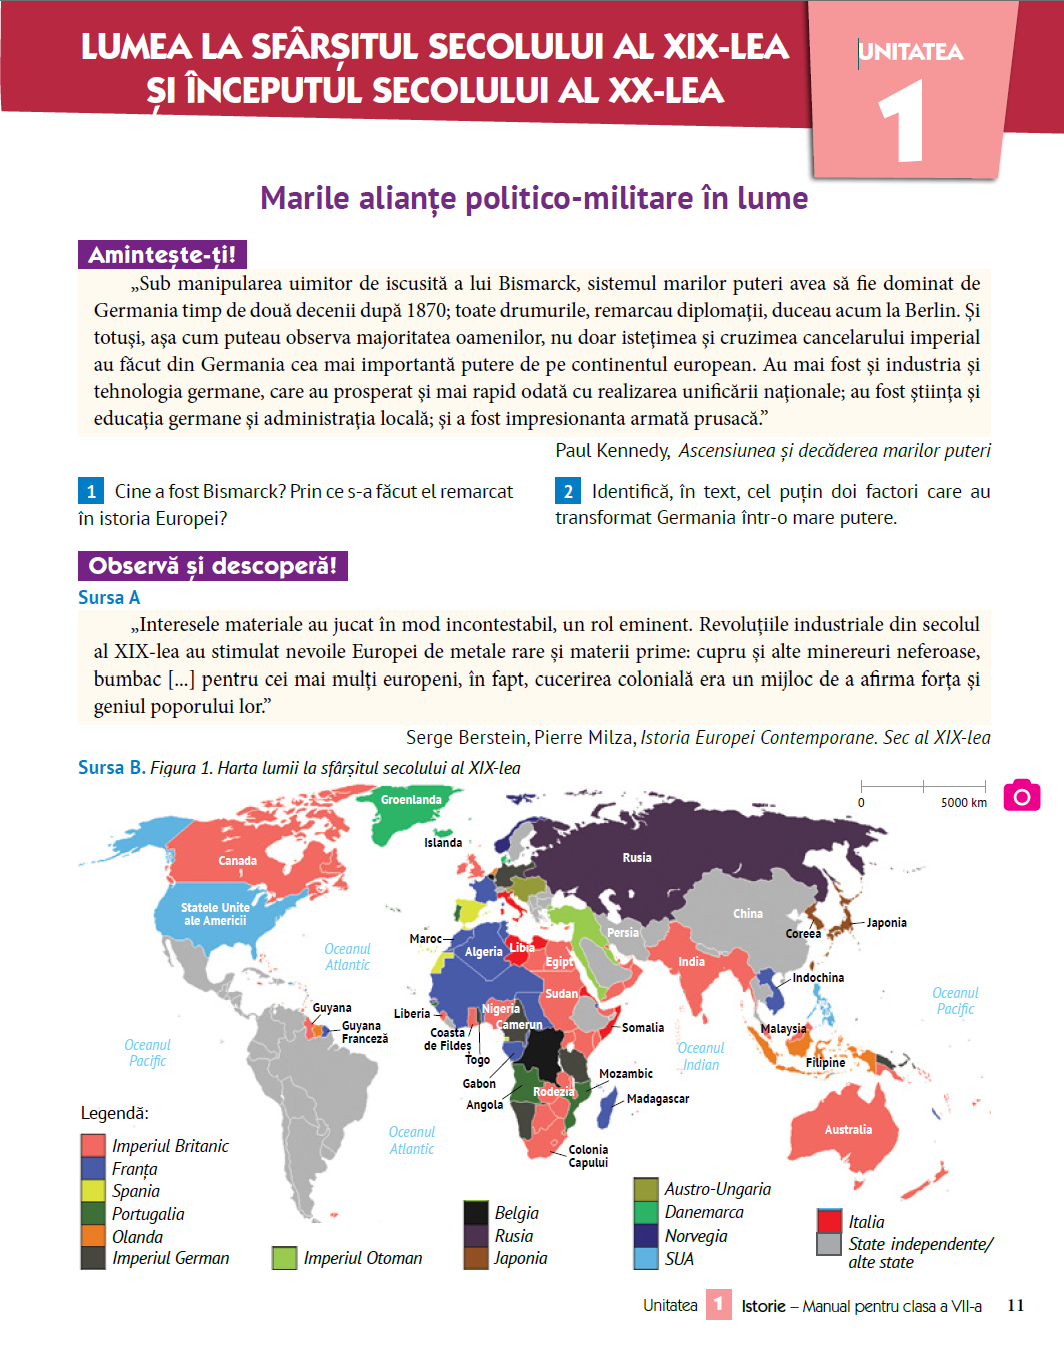 LUMEA LA SFÂRȘITUL SECOLULUI AL XIX-LEA
ȘI ÎNCEPUTUL SECOLULUI AL XX-LEA
UNITATEA
1
Marile alianțe politico-militare în lume
Amintește-ți!
„Sub manipularea uimitor de iscusită a lui Bismarck, sistemul marilor puteri avea să fie dominat de
Germania timp de două decenii după 1870; toate drumurile, remarcau diplomații, duceau acum la Berlin. Și
totuși, așa cum puteau observa majoritatea oamenilor, nu doar istețimea și cruzimea cancelarului imperial
au făcut din Germania cea mai importantă putere de pe continentul european. Au mai fost și industria și
tehnologia germane, care au prosperat și mai rapid odată cu realizarea unificării naționale; au fost știința și
educația germane și administrația locală; și a fost impresionanta armată prusacă.”
Paul Kennedy, Ascensiunea și decăderea marilor puteri
1 Cine a fost Bismarck? Prin ce s-a făcut el remarcat
în istoria Europei?
2 Identifică, în text, cel puțin doi factori care au
transformat Germania într-o mare putere.
Observă și descoperă!
Sursa A
„Interesele materiale au jucat în mod incontestabil, un rol eminent. Revoluțiile industriale din secolul
al XIX-lea au stimulat nevoile Europei de metale rare și materii prime: cupru și alte minereuri neferoase,
bumbac [...] pentru cei mai mulți europeni, în fapt, cucerirea colonială era un mijloc de a afirma forța și
geniul poporului lor.”
Serge Berstein, Pierre Milza, Istoria Europei Contemporane. Sec al XIX-lea
Sursa B. Figura 1. Harta lumii la sfârșitul secolului al XIX-lea
0 5000 km
Groenlanda
Islanda
Canada
Rusia
Statele Unite
ale Americii
China
Japonia
Coreea
Persia
Maroc
Algeria
Libia
Egipt
India
Oceanul
Atlantic
Indochina
Sudan
Oceanul
Pacific
Guyana
Liberia
Nigeria
Guyana
Franceză
Coasta
de Fildeș
Camerun
Somalia
Malaysia
Oceanul
Pacific
Togo
Oceanul
Indian
Filipine
Gabon
Mozambic
Angola
Rodezia
Madagascar
Oceanul
Atlantic
Australia
Colonia
Capului
Legendă:
Imperiul Britanic
Franța
Spania
Portugalia
Olanda
Imperiul German
Imperiul Otoman
Belgia
Rusia
Japonia
Austro-Ungaria
Danemarca
Norvegia
SUA
Italia
State independente/
alte state
Unitatea 1 Istorie – Manual pentru clasa a VII-a 11